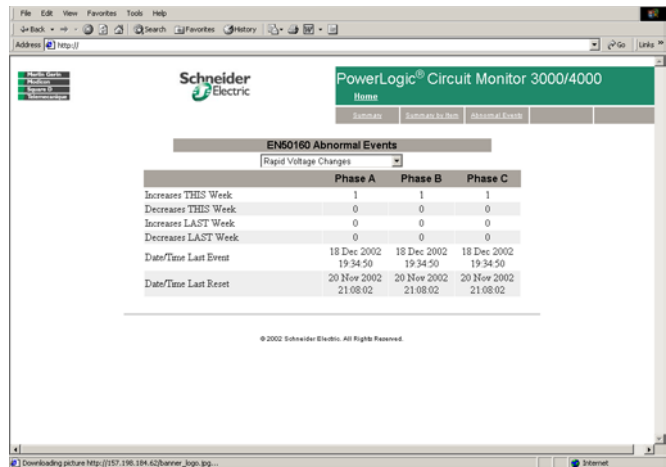 File Edit View Favorites Tools Help
Back Search Favorites History
Address http:// Go Links »
Merlin Gerin
Modicon
Square D
Telemecanique
Schneider Electric
PowerLogic® Circuit Monitor 3000/4000
Home
Summary Summary by Item Abnormal Events
EN50160 Abnormal Events
Rapid Voltage Changes
Phase A Phase B Phase C
Increases THIS Week 1 1 1
Decreases THIS Week 0 0 0
Increases LAST Week 0 0 0
Decreases LAST Week 0 0 0
Date/Time Last Event 18 Dec 2002 19:34:50 18 Dec 2002 19:34:50 18 Dec 2002 19:34:50
Date/Time Last Reset 20 Nov 2002 21:08:02 20 Nov 2002 21:08:02 20 Nov 2002 21:08:02
© 2002 Schneider Electric. All Rights Reserved.
Downloading picture http://157.198.184.62/banner_logo.jpg... Internet